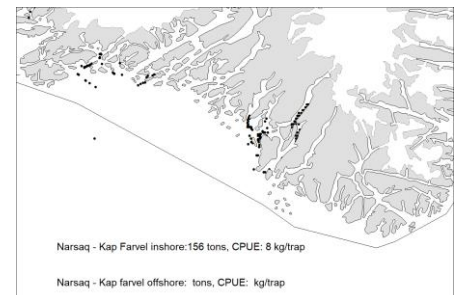 Narsaq - Kap Farvel inshore:156 tons, CPUE: 8 kg/trap
Narsaq - Kap farvel offshore: tons, CPUE: kg/trap